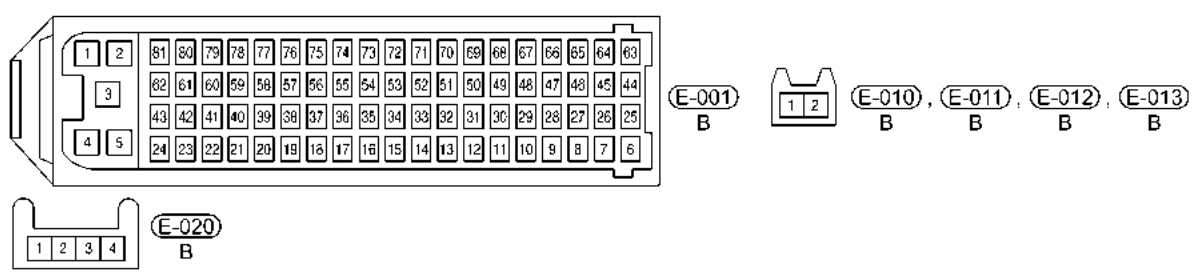 1 2 81 80 79 78 77 76 75 74 73 72 71 70 69 68 67 66 65 64 63
3 62 61 60 59 58 57 56 55 54 53 52 51 50 49 48 47 46 45 44
43 42 41 40 39 38 37 36 35 34 33 32 31 30 29 28 27 26 25
4 5 24 23 22 21 20 19 18 17 16 15 14 13 12 11 10 9 8 7 6
E-001
B
1 2
E-010 , E-011 , E-012 , E-013
B B B B
1 2 3 4
E-020
B